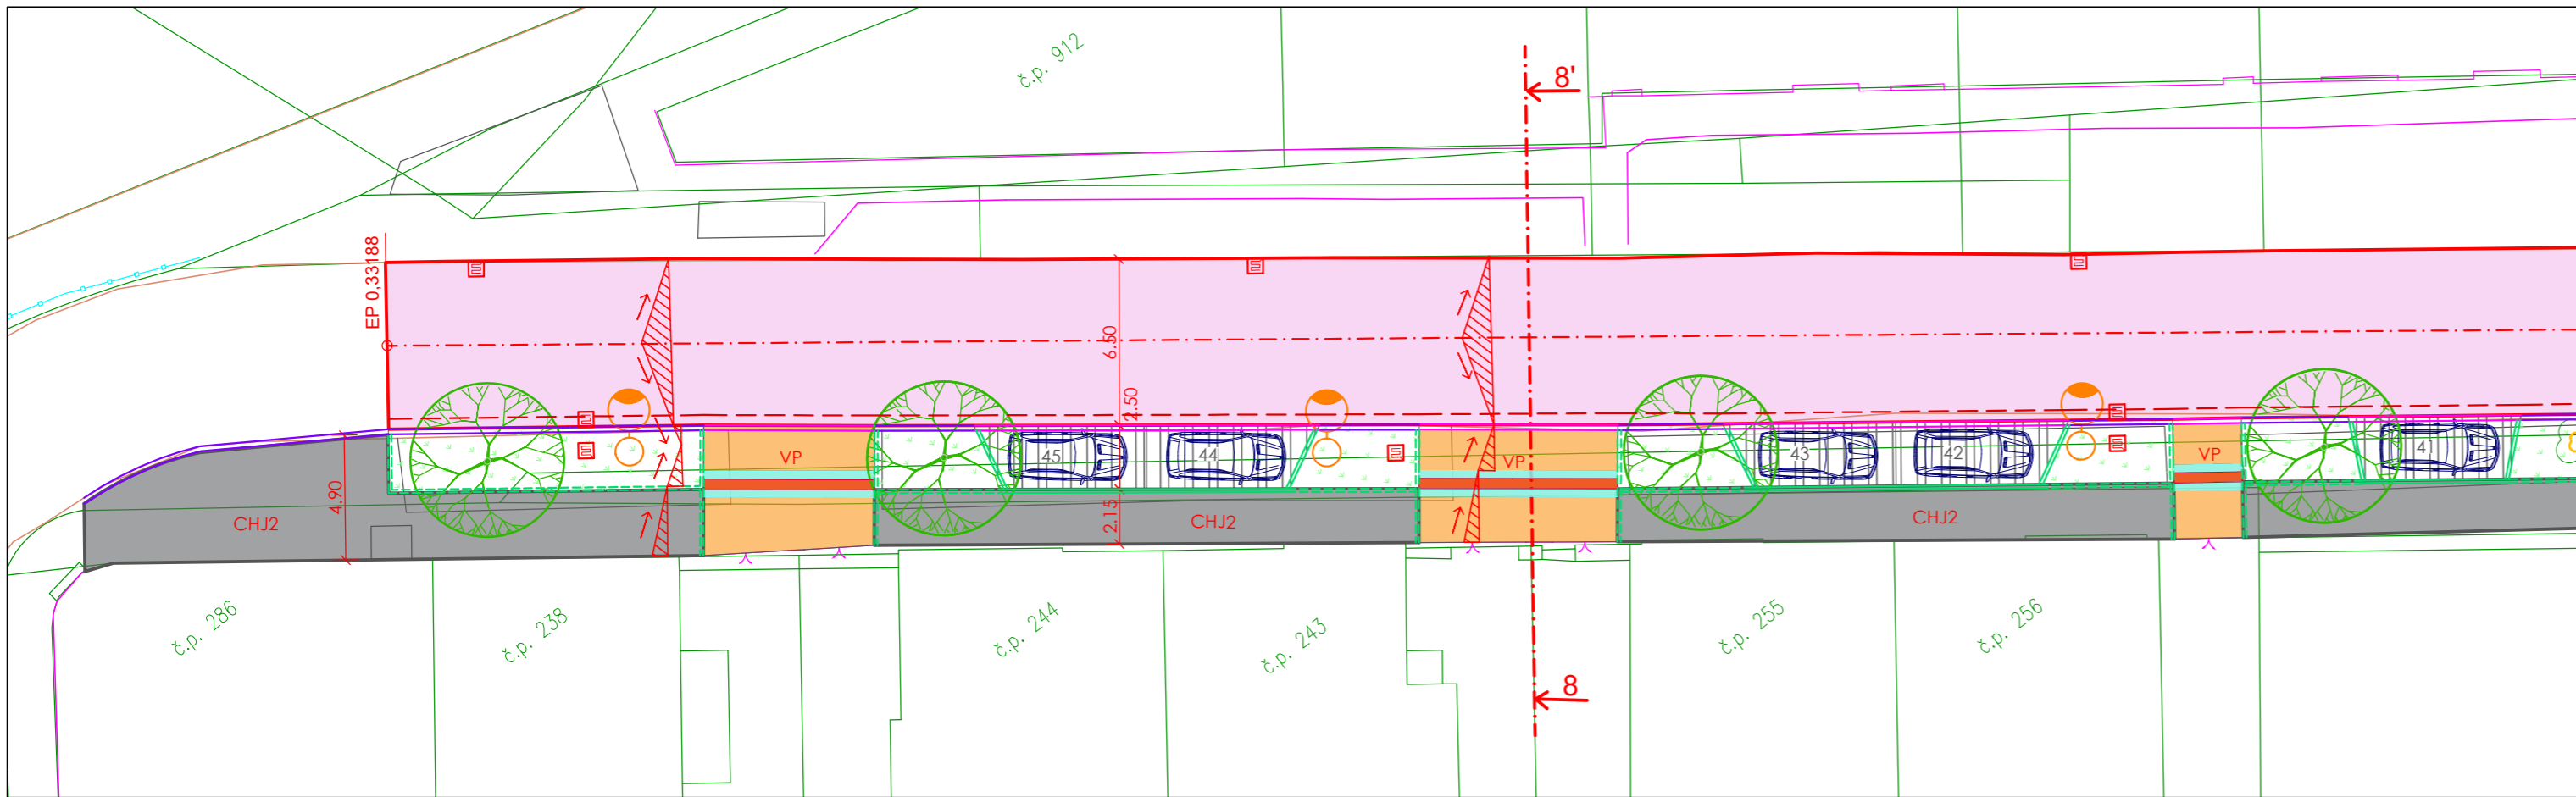 č.p. 912
8'
EP 0,33188
6.50
2.50
VP
45
44
VP
43
42
VP
41
4.90
CHJ2
2.15
CHJ2
CHJ2
č.p. 286
č.p. 238
č.p. 244
č.p. 243
č.p. 255
č.p. 256
8